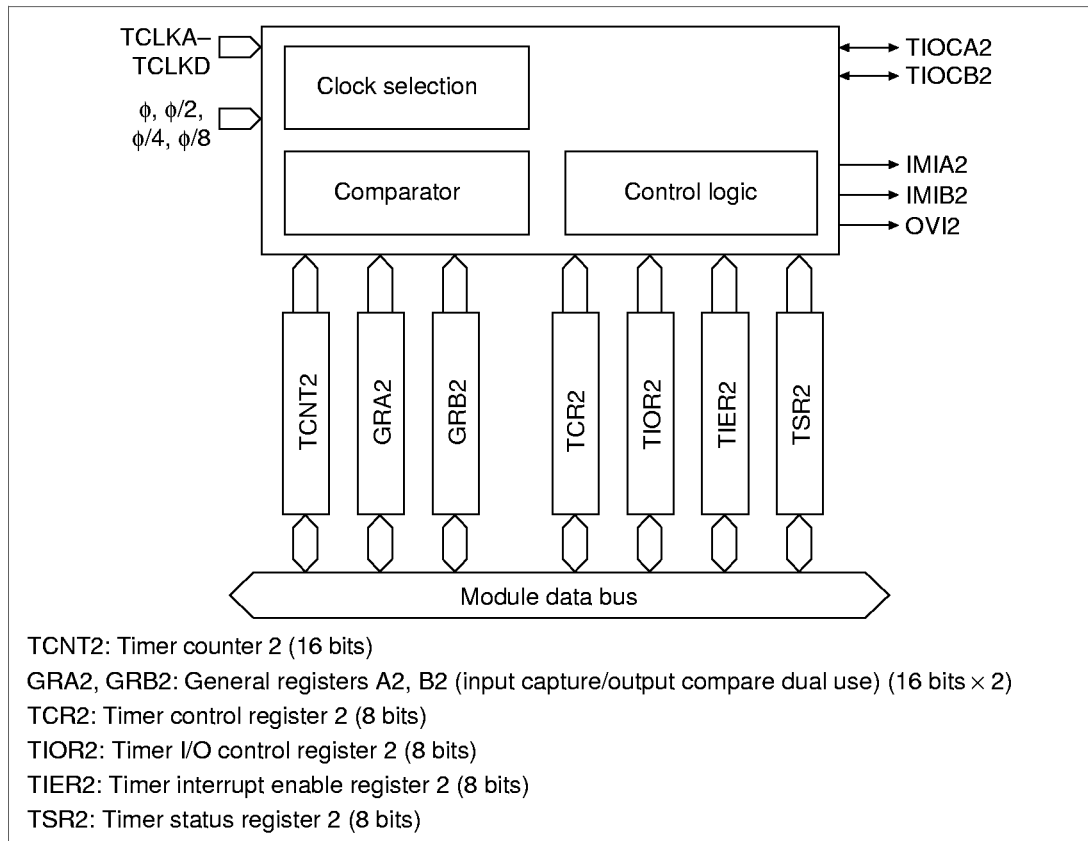 TCLKA–
TCLKD
ϕ, ϕ/2,
ϕ/4, ϕ/8
Clock selection
Comparator
Control logic
TIOCA2
TIOCB2
IMIA2
IMIB2
OVI2
TCNT2
GRA2
GRB2
TCR2
TIOR2
TIER2
TSR2
Module data bus
TCNT2: Timer counter 2 (16 bits)
GRA2, GRB2: General registers A2, B2 (input capture/output compare dual use) (16 bits × 2)
TCR2: Timer control register 2 (8 bits)
TIOR2: Timer I/O control register 2 (8 bits)
TIER2: Timer interrupt enable register 2 (8 bits)
TSR2: Timer status register 2 (8 bits)